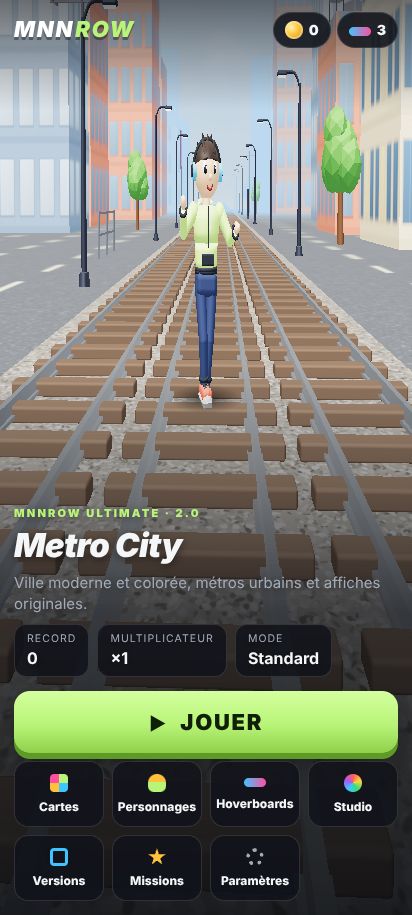 MNNROW
0
3
MNNROW ULTIMATE · 2.0
Metro City
Ville moderne et colorée, métros urbains et affiches
originales.
RECORD
0
MULTIPLICATEUR
×1
MODE
Standard
JOUER
Cartes
Personnages
Hoverboards
Studio
Versions
Missions
Paramètres